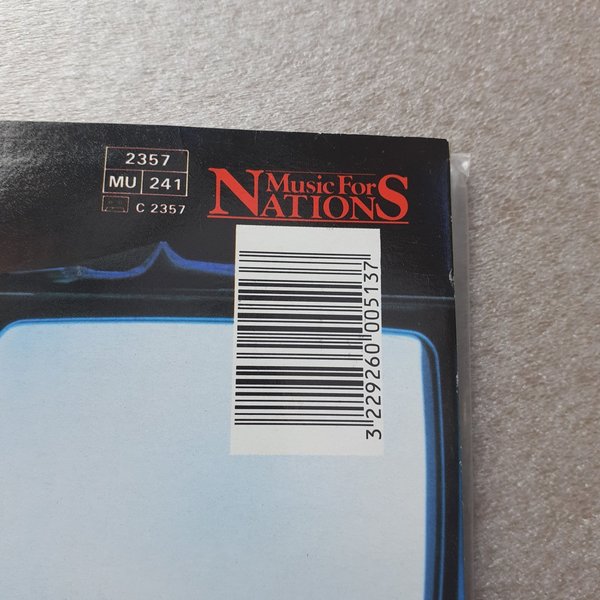 2357
MU 241
C 2357
Music For
NATIONS
3 229260 005137